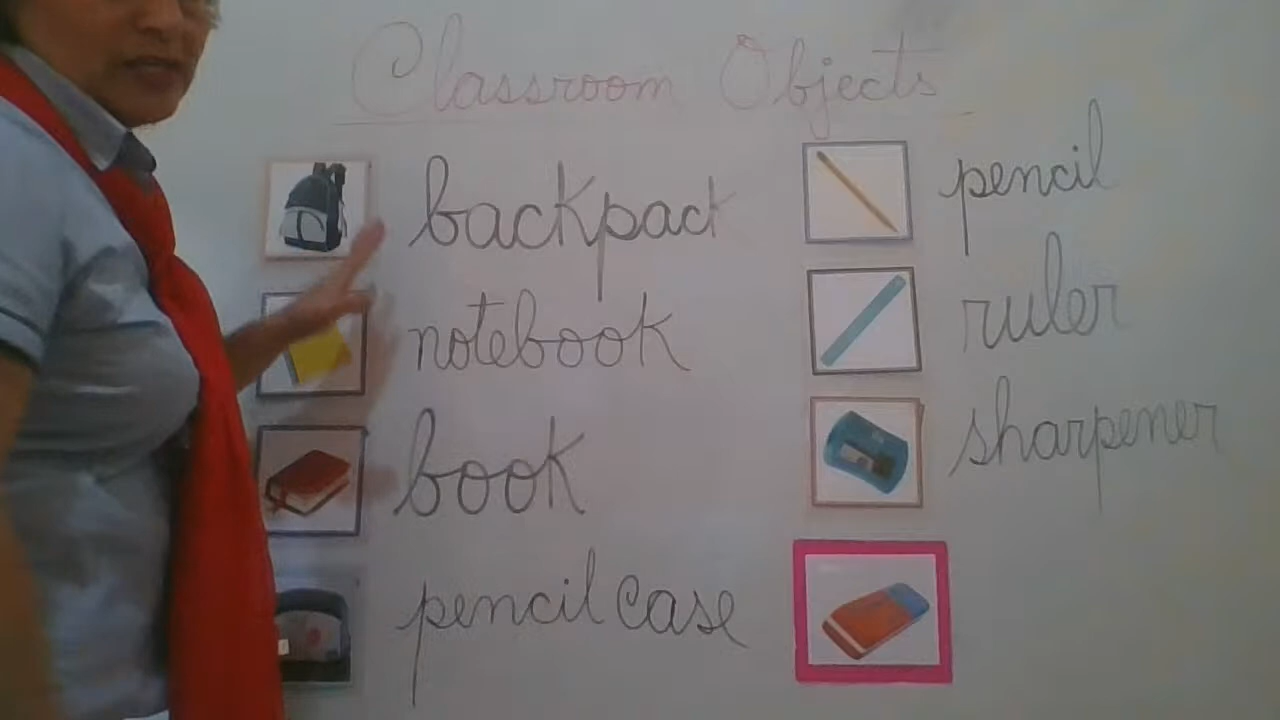 Classroom Objects
backpack
notebook
book
pencil case
pencil
ruler
sharpener